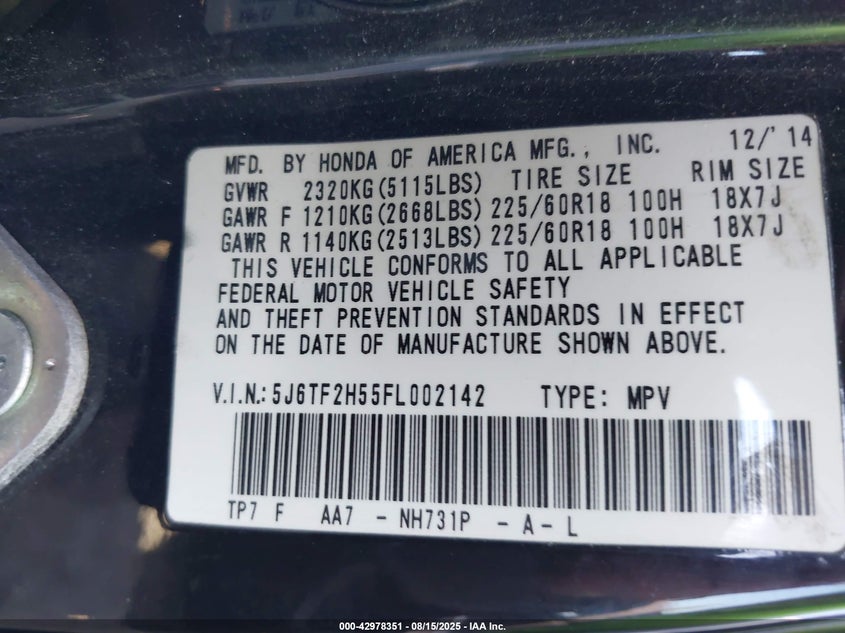 MFD. BY HONDA OF AMERICA MFG., INC. 12/'14
GVWR 2320KG(5115LBS) TIRE SIZE RIM SIZE
GAWR F 1210KG(2668LBS) 225/60R18 100H 18X7J
GAWR R 1140KG(2513LBS) 225/60R18 100H 18X7J
THIS VEHICLE CONFORMS TO ALL APPLICABLE
FEDERAL MOTOR VEHICLE SAFETY
AND THEFT PREVENTION STANDARDS IN EFFECT
ON THE DATE OF MANUFACTURE SHOWN ABOVE.
V.I.N.: 5J6TF2H55FL002142 TYPE: MPV
TP7 F AA7 - NH731P - A - L
000-42978351 - 08/15/2025 - IAA Inc.